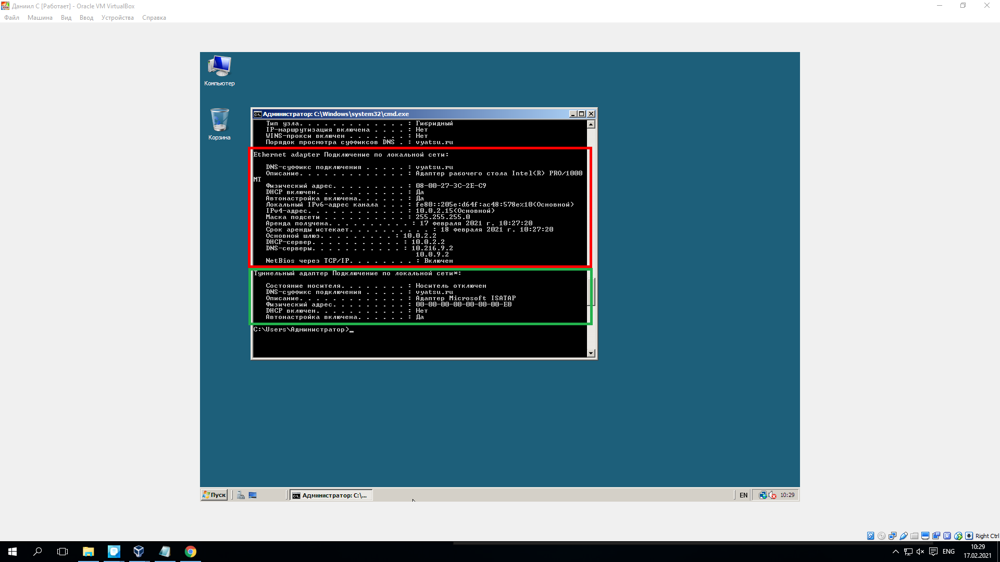 Даниил С [Работает] - Oracle VM VirtualBox
Файл Машина Вид Ввод Устройства Справка
Компьютер
Корзина
Администратор: C:\Windows\system32\cmd.exe
Тип узла. . . . . . . . . . . . . : Гибридный
IP-маршрутизация включена . . . . : Нет
WINS-прокси включен . . . . . . . : Нет
Порядок просмотра суффиксов DNS . : vyatsu.ru
Ethernet adapter Подключение по локальной сети:
DNS-суффикс подключения . . . . . : vyatsu.ru
Описание. . . . . . . . . . . . . : Адаптер рабочего стола Intel(R) PRO/1000
MT
Физический адрес. . . . . . . . . : 08-00-27-3C-2E-C9
DHCP включен. . . . . . . . . . . : Да
Автонастройка включена. . . . . . : Да
Локальный IPv6-адрес канала . . . : fe80::205e:d64f:ac48:578e%10(Основной)
IPv4-адрес. . . . . . . . . . . . : 10.0.2.15(Основной)
Маска подсети . . . . . . . . . . : 255.255.255.0
Аренда получена. . . . . . . . . . : 17 февраля 2021 г. 10:27:20
Срок аренды истекает. . . . . . . . . . : 18 февраля 2021 г. 10:27:20
Основной шлюз. . . . . . . . . : 10.0.2.2
DHCP-сервер. . . . . . . . . . . : 10.0.2.2
DNS-серверы. . . . . . . . . . . : 10.216.9.2
10.0.9.2
NetBios через TCP/IP. . . . . . . . : Включен
Туннельный адаптер Подключение по локальной сети*:
Состояние носителя. . . . . . . . : Носитель отключен
DNS-суффикс подключения . . . . . : vyatsu.ru
Описание. . . . . . . . . . . . . : Адаптер Microsoft ISATAP
Физический адрес. . . . . . . . . : 00-00-00-00-00-00-00-E0
DHCP включен. . . . . . . . . . . : Нет
Автонастройка включена. . . . . . : Да
C:\Users\Администратор>_
Пуск
Администратор: C:\...
EN
10:29
Right Ctrl
ENG
10:29
17.02.2021